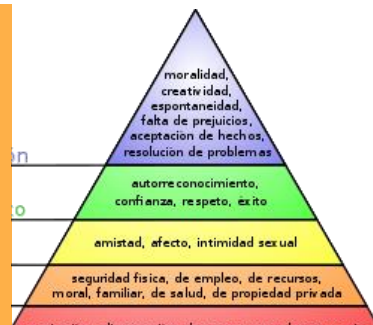 moralidad,
creatividad,
espontaneidad,
falta de prejuicios,
aceptación de hechos,
resolución de problemas
autorreconocimiento,
confianza, respeto, éxito
amistad, afecto, intimidad sexual
seguridad física, de empleo, de recursos,
moral, familiar, de salud, de propiedad privada